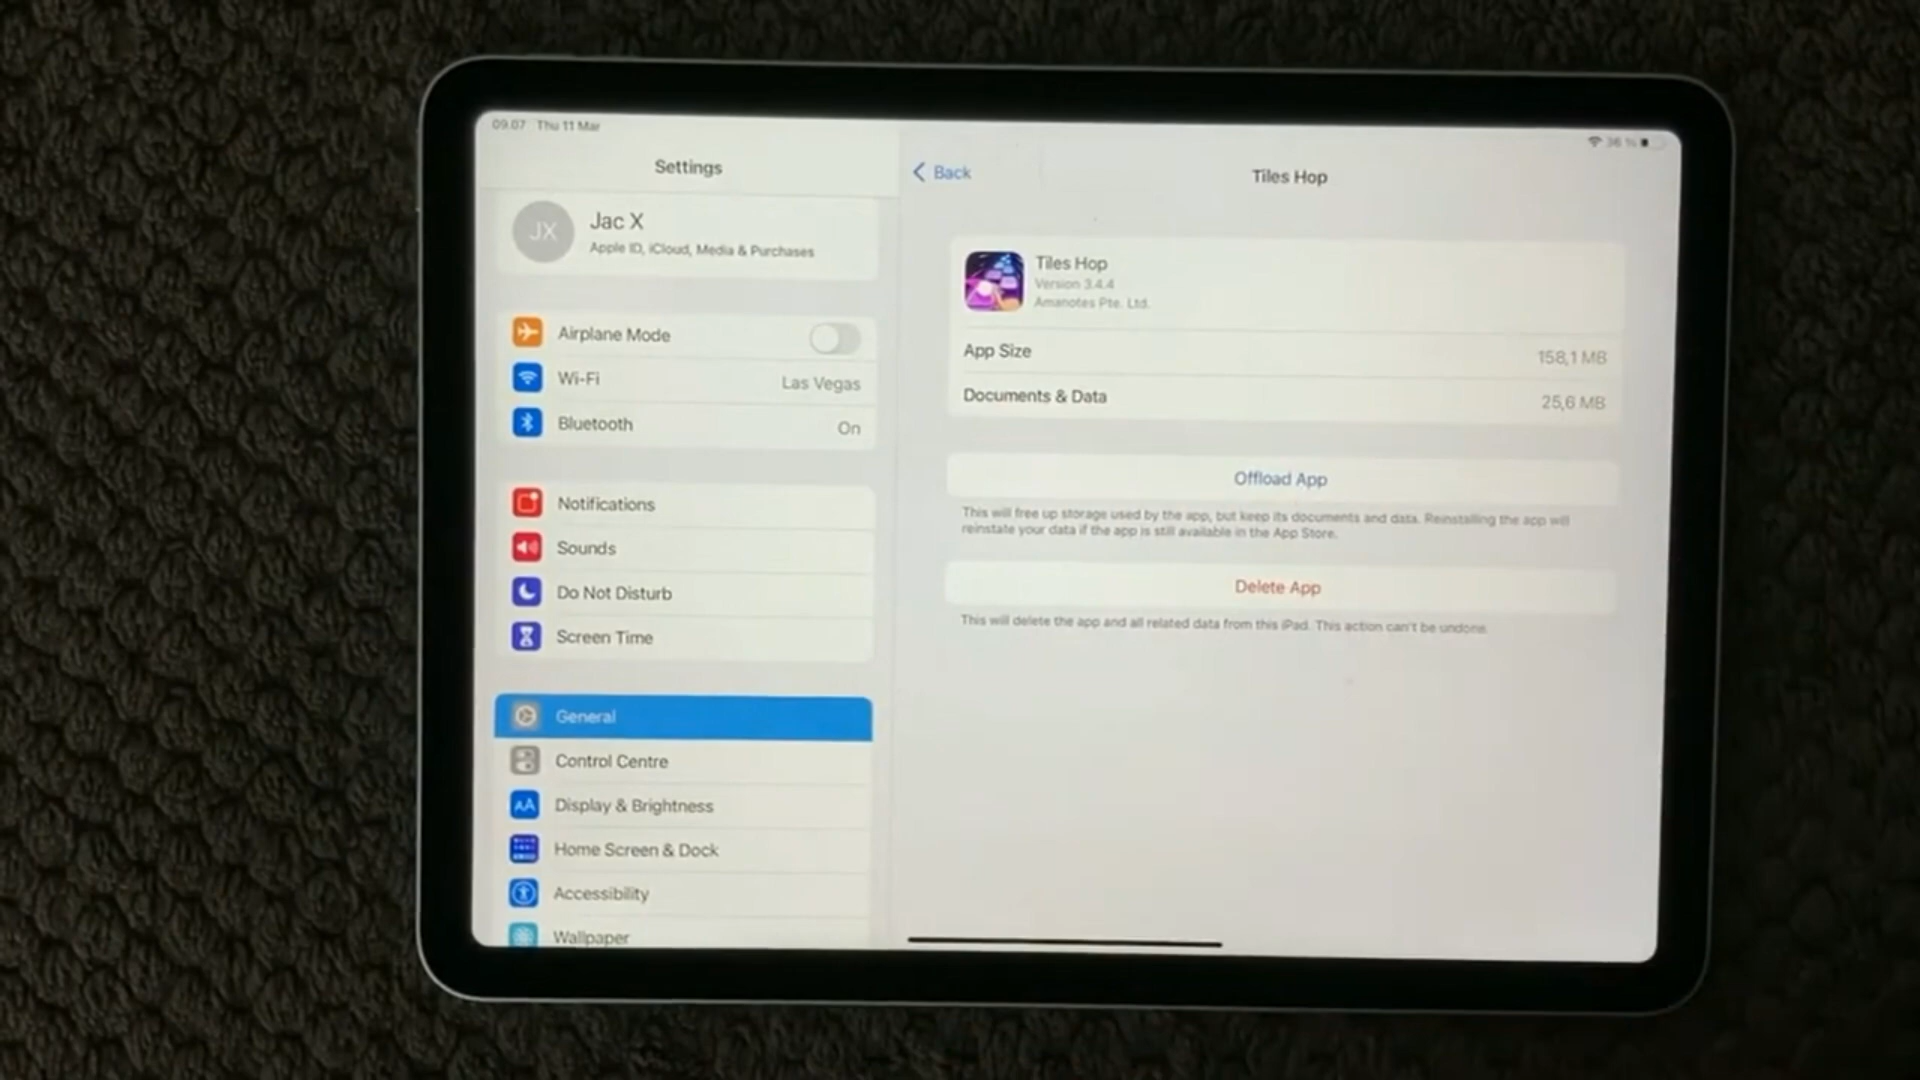 09.07 Thu 11 Mar
36 %
Settings
JX
Jac X
Apple ID, iCloud, Media & Purchases
Airplane Mode
Wi-Fi Las Vegas
Bluetooth On
Notifications
Sounds
Do Not Disturb
Screen Time
General
Control Centre
AA Display & Brightness
Home Screen & Dock
Accessibility
Wallpaper
Back
Tiles Hop
Tiles Hop
Version 3.4.4
Amanotes Pte. Ltd.
App Size 158,1 MB
Documents & Data 25,6 MB
Offload App
This will free up storage used by the app, but keep its documents and data. Reinstalling the app will
reinstate your data if the app is still available in the App Store.
Delete App
This will delete the app and all related data from this iPad. This action can't be undone.